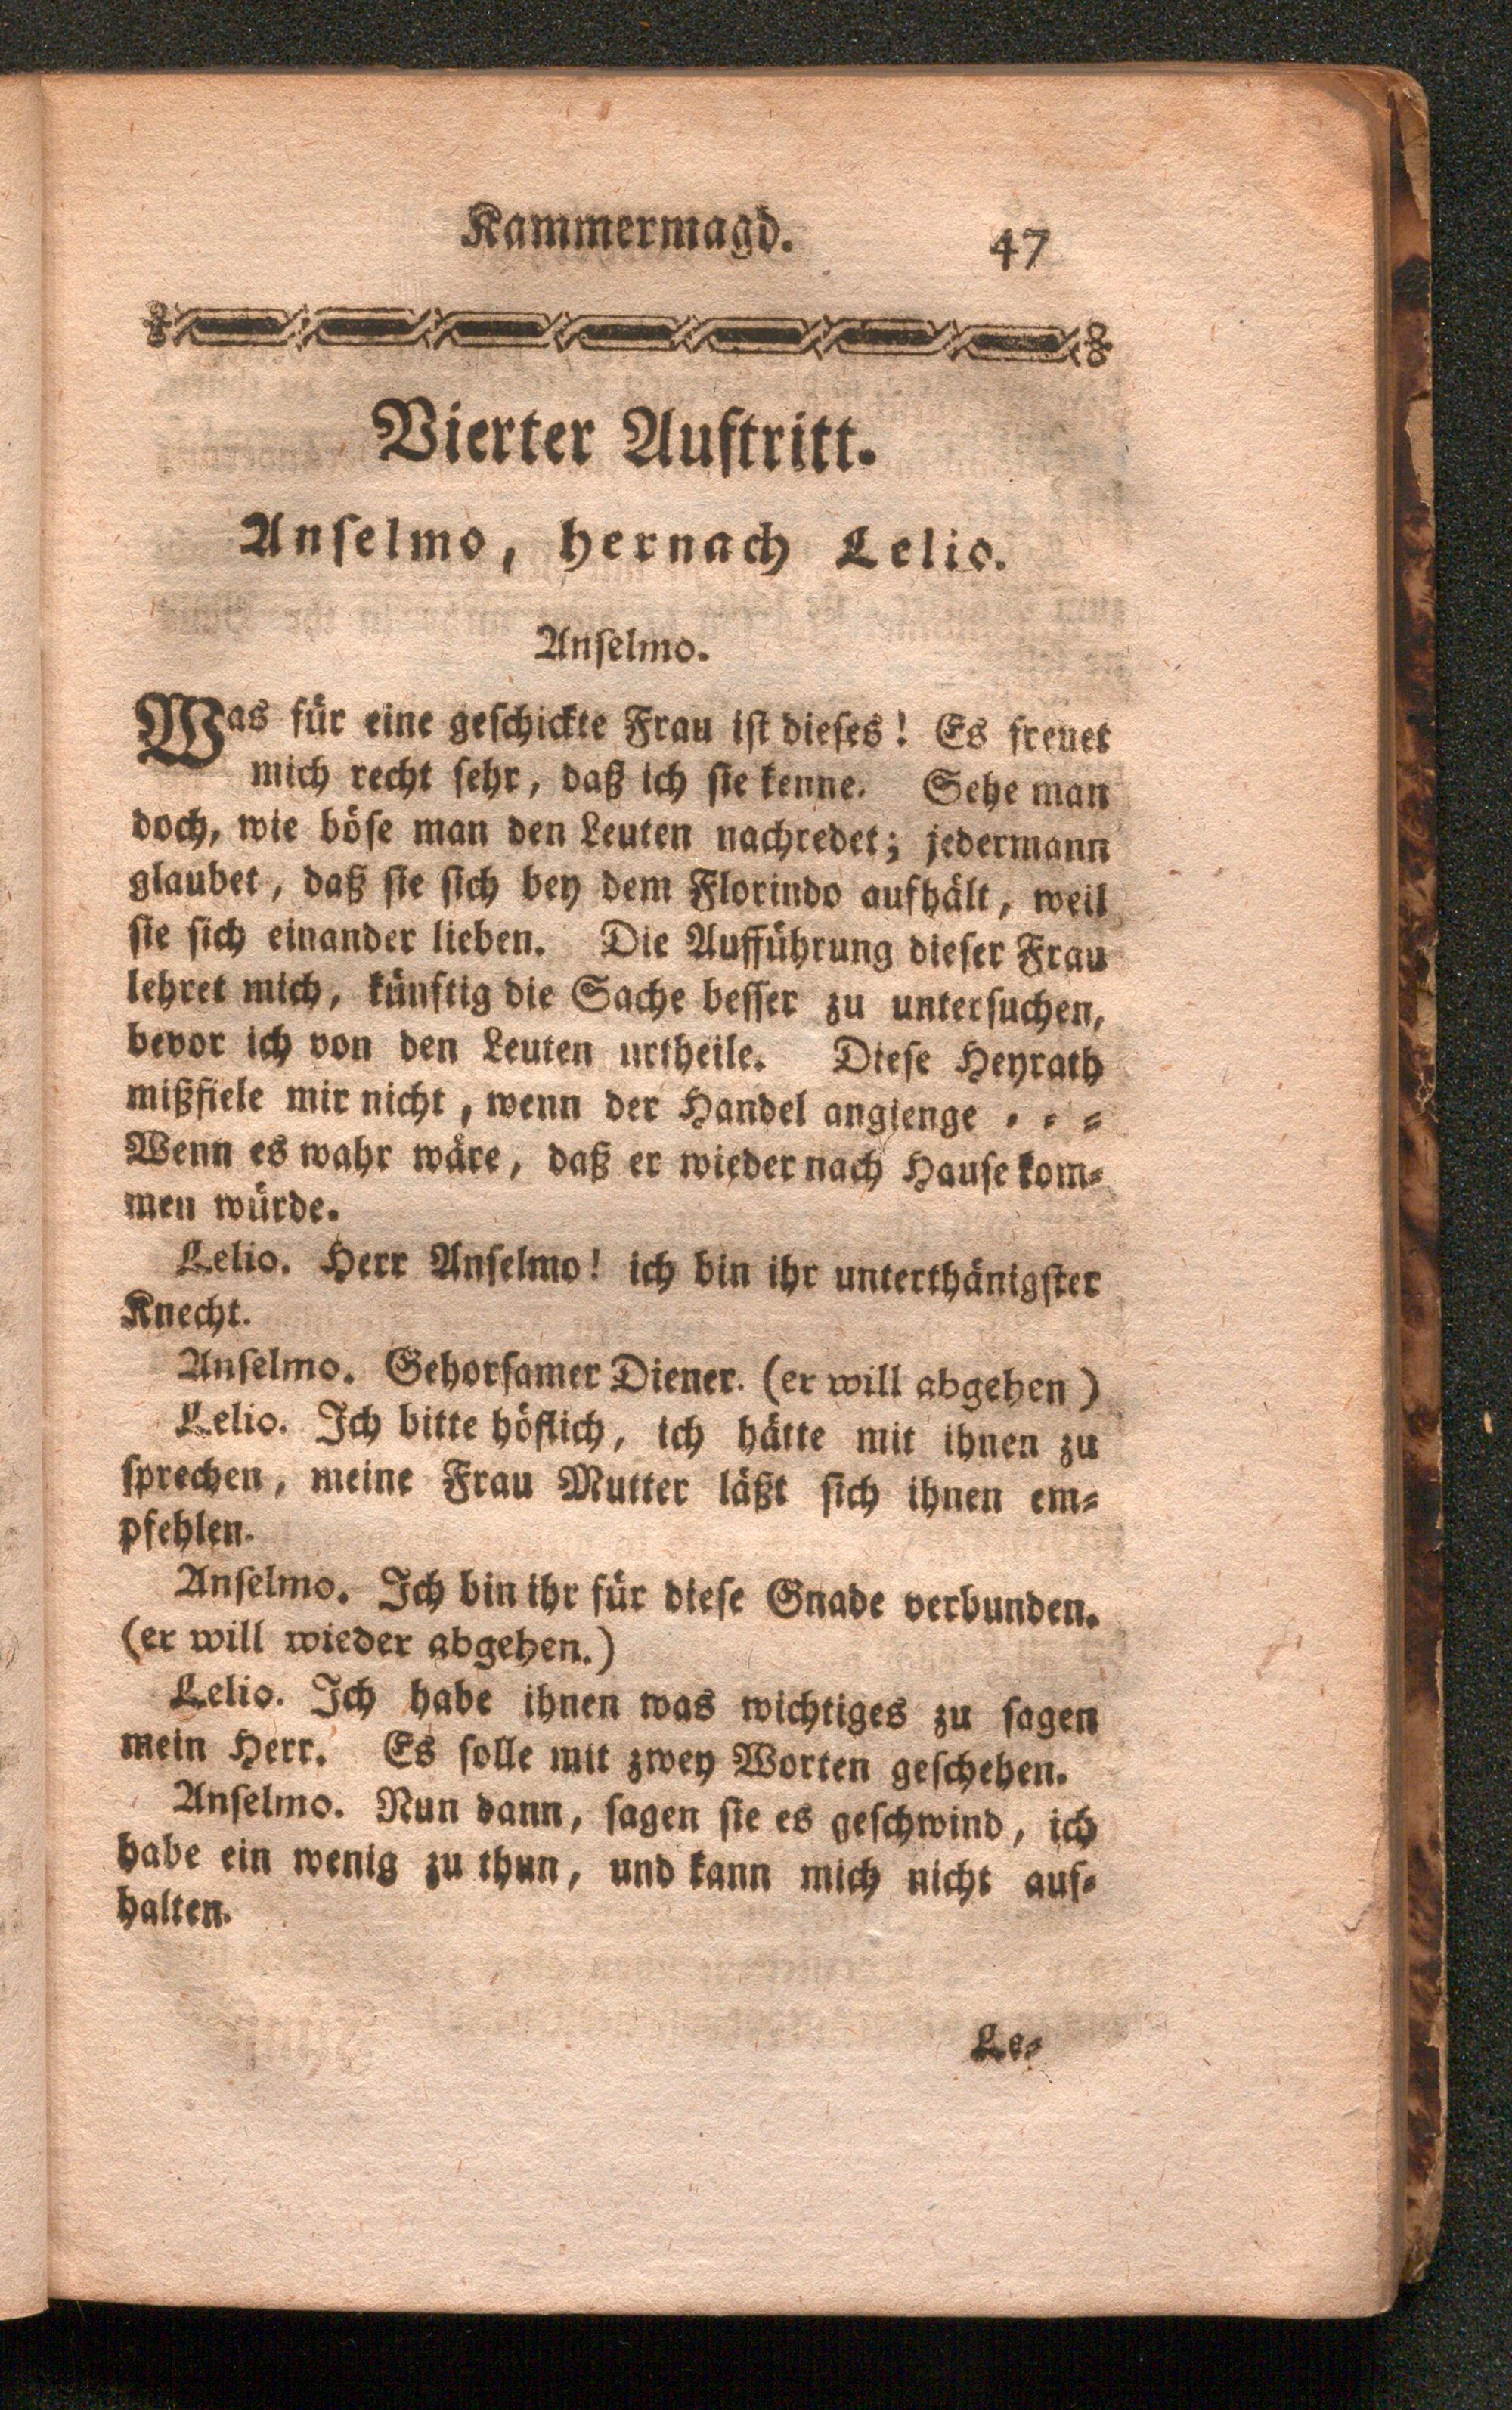 Kammermagd. 47
Vierter Auftritt.
Anſelmo, hernach Lelio.
Anſelmo.
Was für eine geſchickte Frau iſt dieſes! Es freuet
mich recht ſehr, daß ich ſie kenne. Sehe man
doch, wie böſe man den Leuten nachredet; jedermann
glaubet, daß ſie ſich bey dem Florindo aufhält, weil
ſie ſich einander lieben. Die Aufführung dieſer Frau
lehret mich, künftig die Sache beſſer zu unterſuchen,
bevor ich von den Leuten urtheile. Dieſe Heyrath
mißfiele mir nicht, wenn der Handel angienge ⸗ ⸗ ⸗
Wenn es wahr wäre, daß er wieder nach Hauſe kom⸗
men würde.
Lelio. Herr Anſelmo! ich bin ihr unterthänigſter
Knecht.
Anſelmo. Gehorſamer Diener. (er will abgehen)
Lelio. Ich bitte höflich, ich hätte mit ihnen zu
ſprechen, meine Frau Mutter läßt ſich ihnen em⸗
pfehlen.
Anſelmo. Ich bin ihr für dieſe Gnade verbunden.
(er will wieder abgehen.)
Lelio. Ich habe ihnen was wichtiges zu ſagen
mein Herr. Es ſolle mit zwey Worten geſchehen.
Anſelmo. Nun dann, ſagen ſie es geſchwind, ich
habe ein wenig zu thun, und kann mich nicht auf⸗
halten.
Le⸗